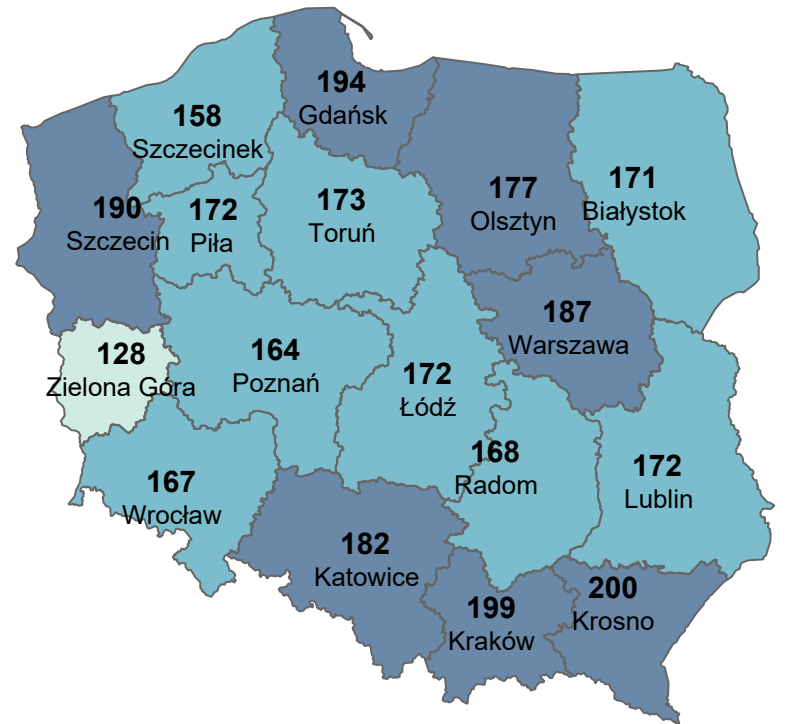 194
Gdańsk
158
Szczecinek
171
Białystok
177
Olsztyn
173
Toruń
190
Szczecin
172
Piła
187
Warszawa
128
Zielona Góra
164
Poznań
172
Łódź
168
Radom
172
Lublin
167
Wrocław
182
Katowice
199
Kraków
200
Krosno